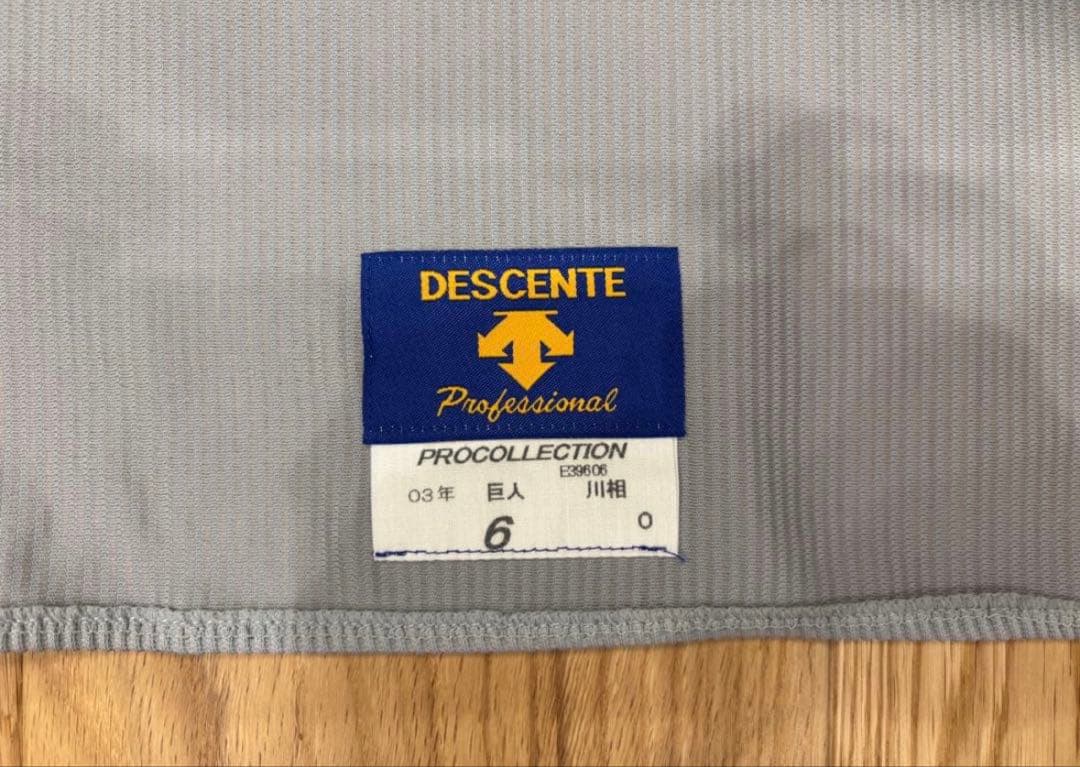 DESCENTE
Professional
PROCOLLECTION
E39606
03年 巨人 川相
6 0